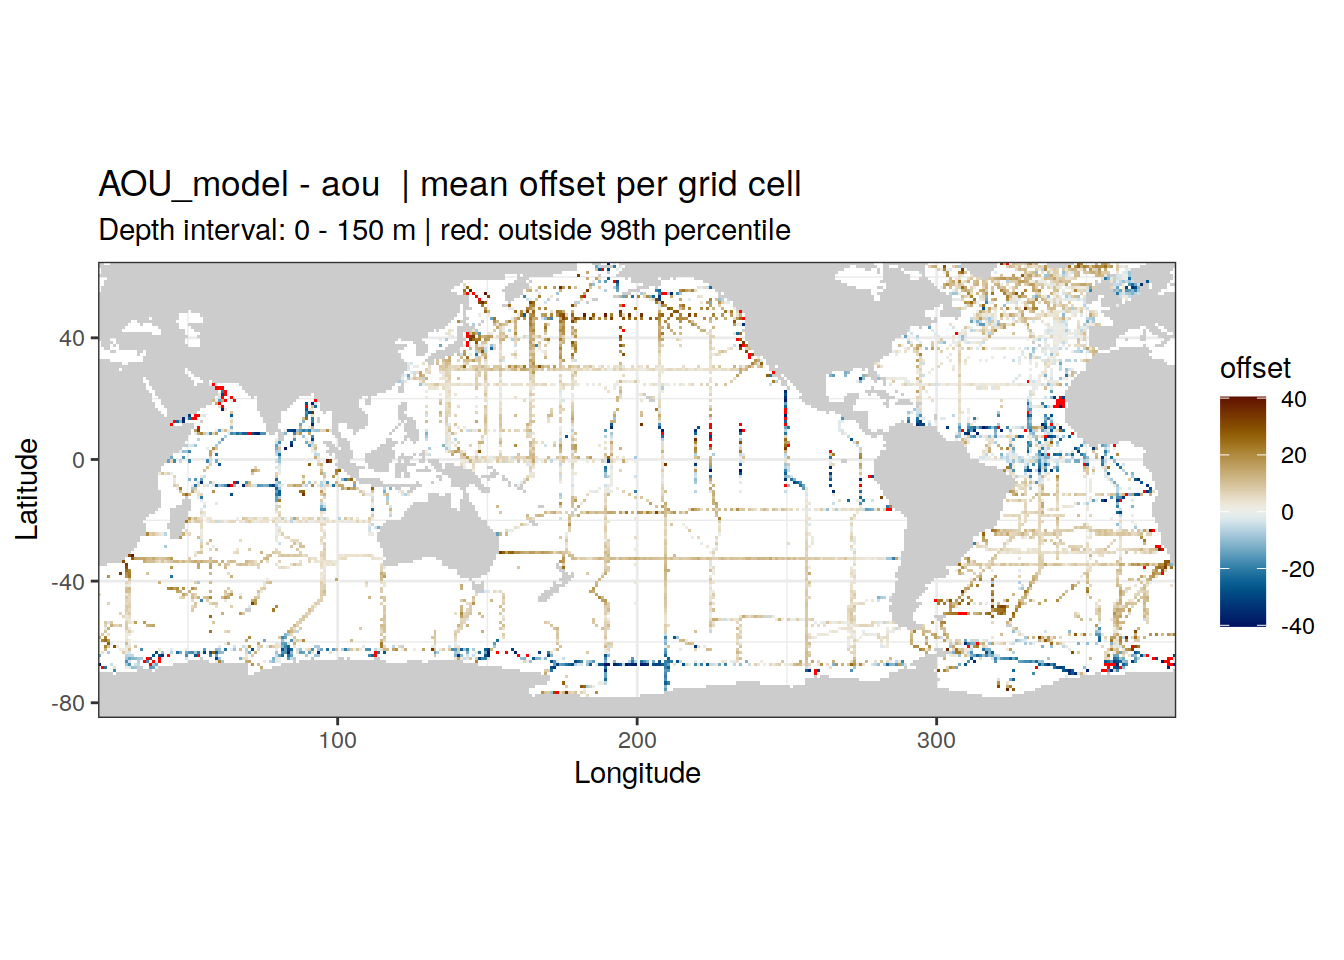 AOU_model - aou  | mean offset per grid cell
Depth interval: 0 - 150 m | red: outside 98th percentile
40
0
-40
-80
Latitude
100
200
300
Longitude
offset
40
20
0
-20
-40